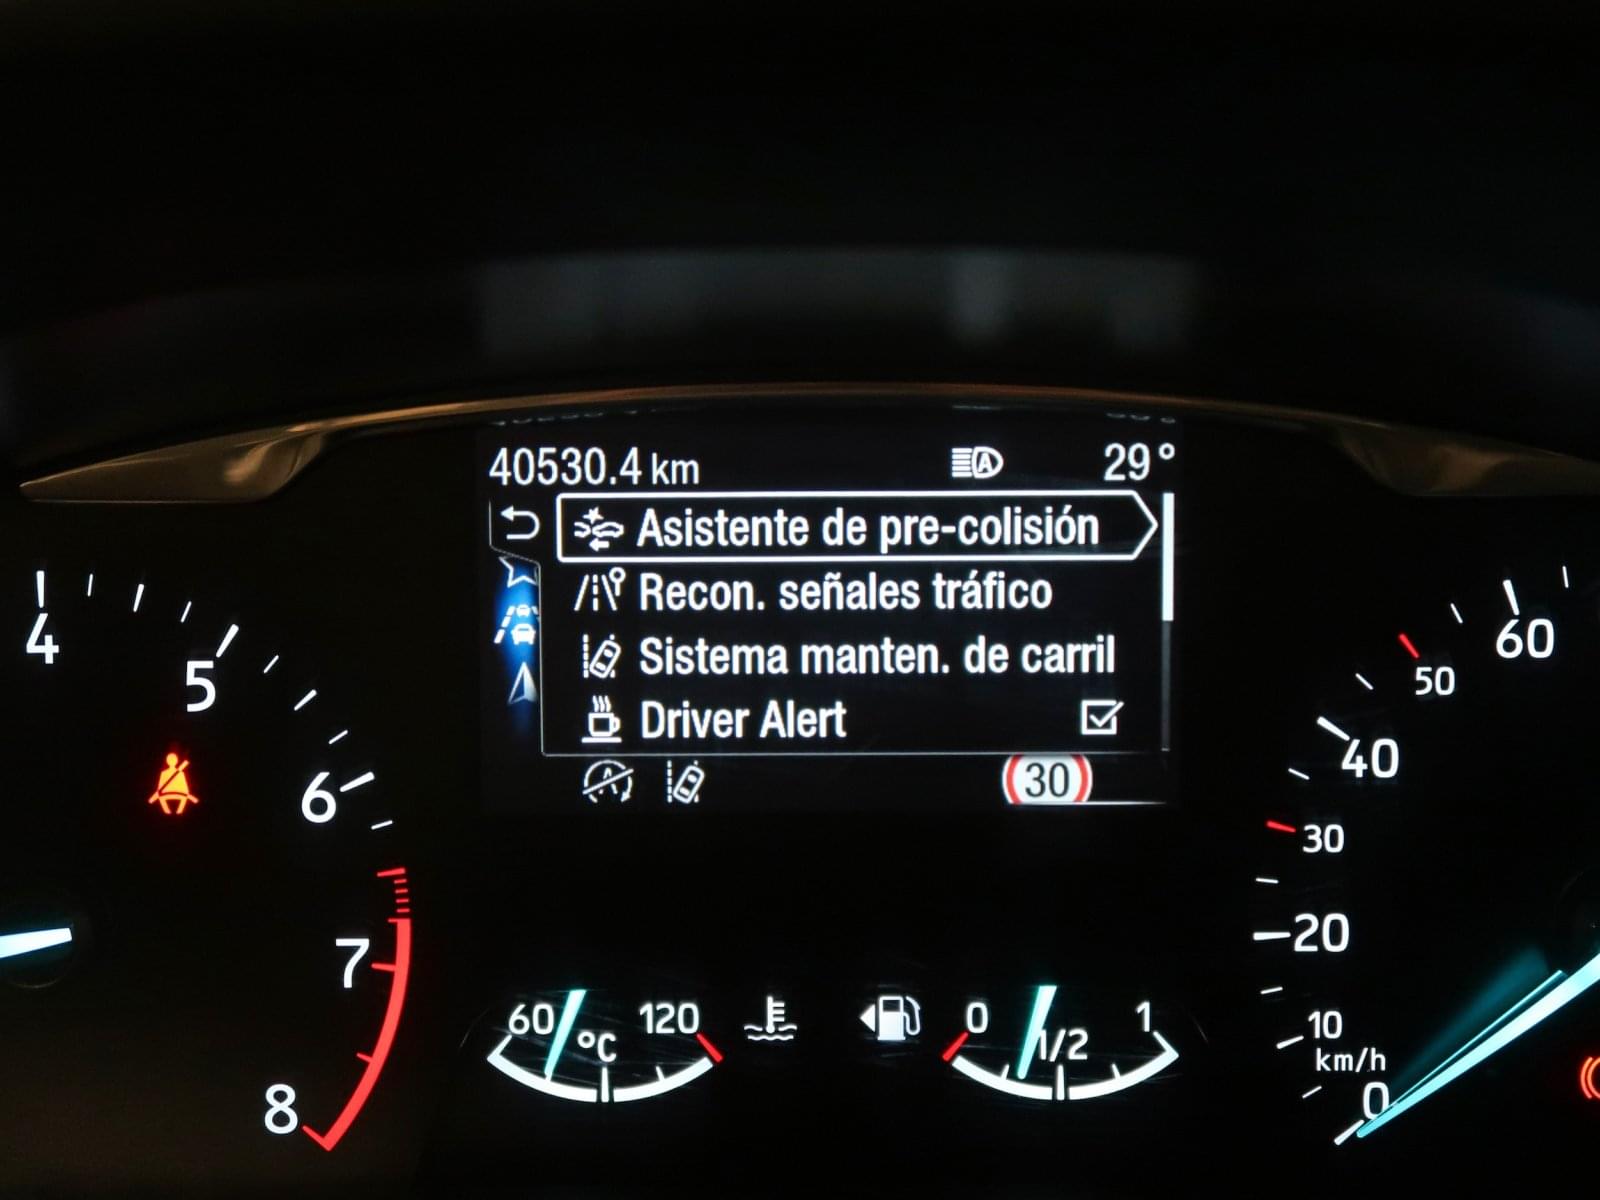 40530.4 km A 29°
Asistente de pre-colisión
Recon. señales tráfico
Sistema manten. de carril
Driver Alert
A 30
4
5
6
7
8
60 120 °C
0 1/2 1
60
50
40
30
20
10
km/h
0